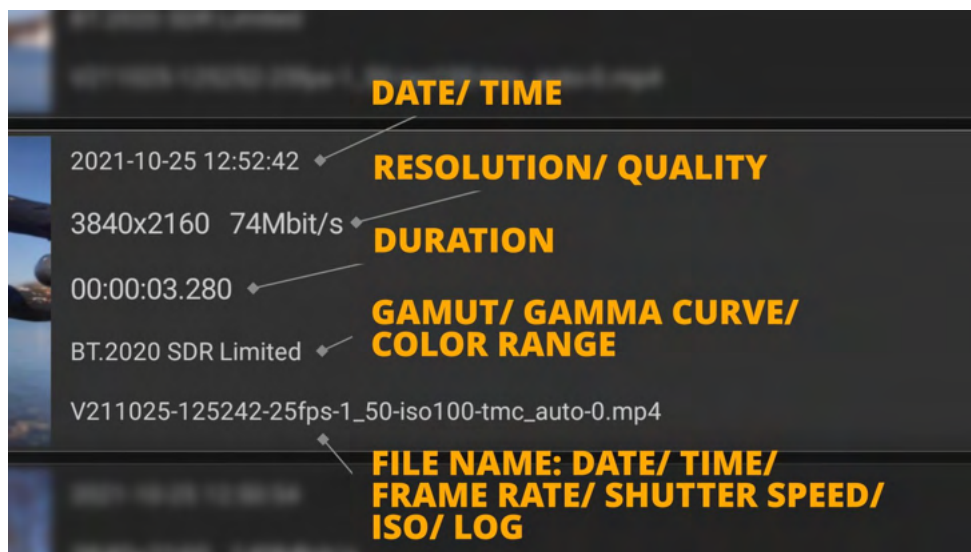 DATE/ TIME
2021-10-25 12:52:42
RESOLUTION/ QUALITY
3840x2160 74Mbit/s
DURATION
00:00:03.280
GAMUT/ GAMMA CURVE/
COLOR RANGE
BT.2020 SDR Limited
V211025-125242-25fps-1_50-iso100-tmc_auto-0.mp4
FILE NAME: DATE/ TIME/
FRAME RATE/ SHUTTER SPEED/
ISO/ LOG